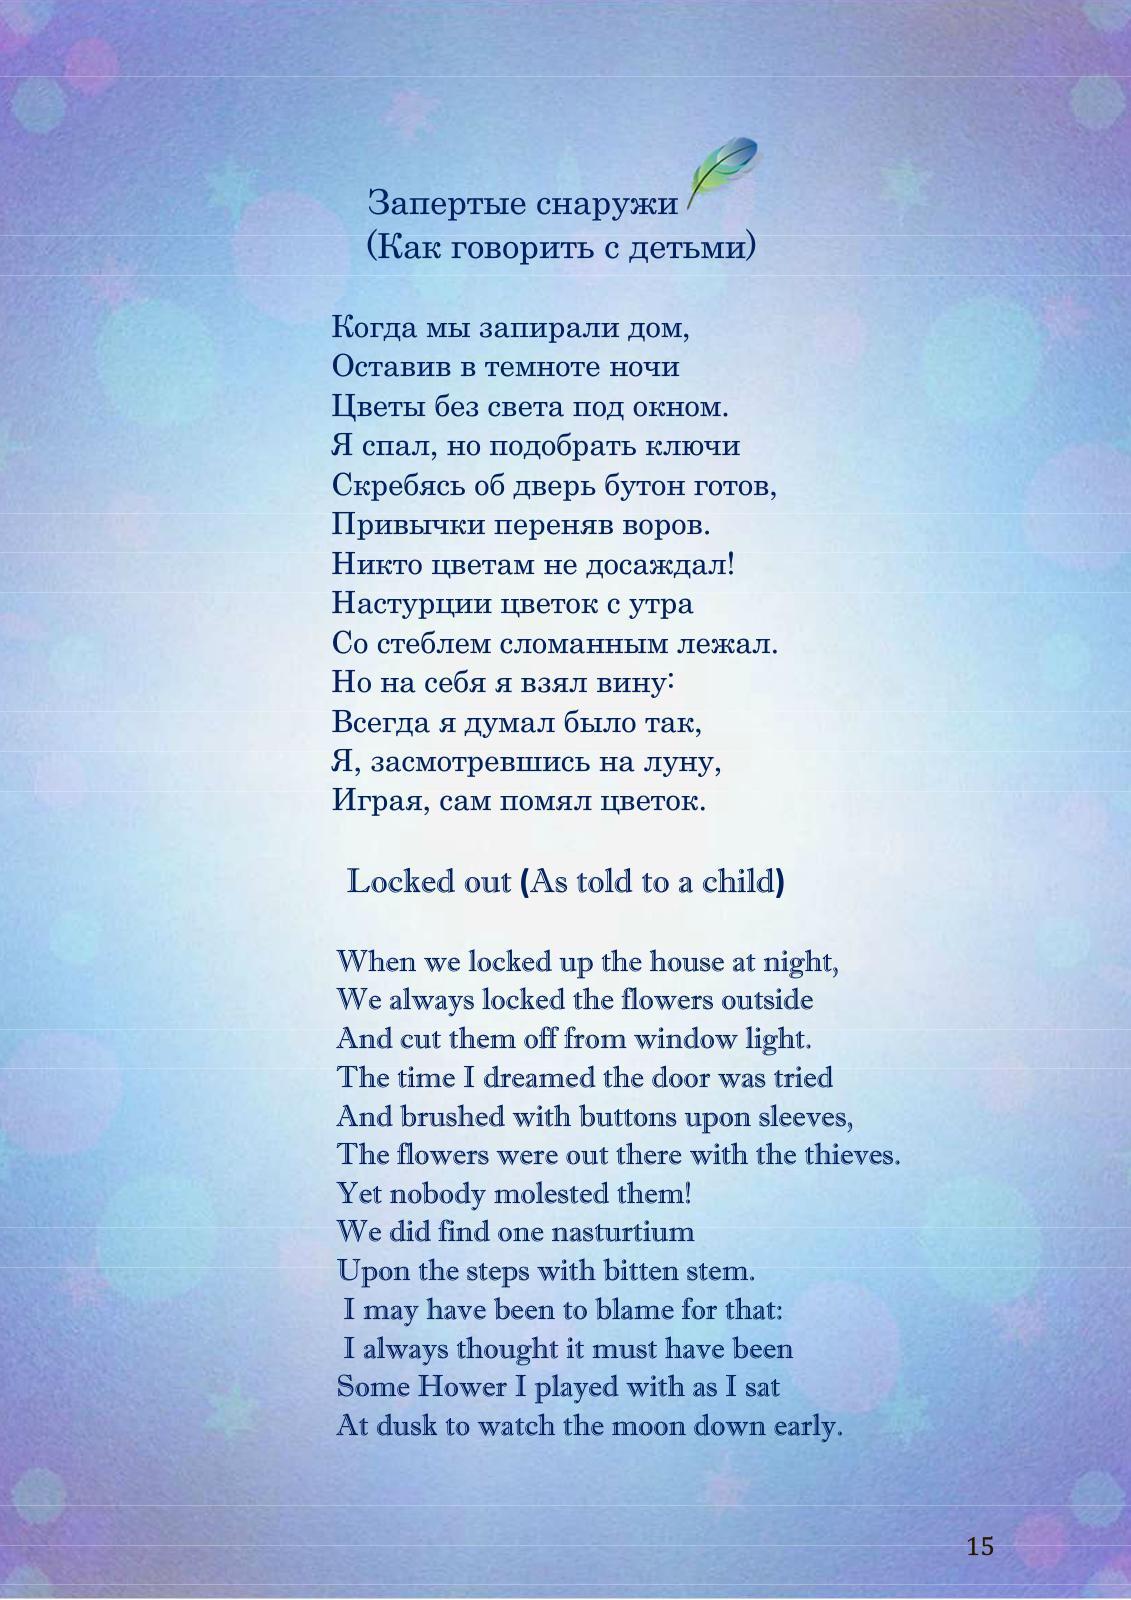 Запертые снаружи
(Как говорить с детьми)
Когда мы запирали дом,
Оставив в темноте ночи
Цветы без света под окном.
Я спал, но подобрать ключи
Скребясь об дверь бутон готов,
Привычки переняв воров.
Никто цветам не досаждал!
Настурции цветок с утра
Со стеблем сломанным лежал.
Но на себя я взял вину:
Всегда я думал было так,
Я, засмотревшись на луну,
Играя, сам помял цветок.
Locked out (As told to a child)
When we locked up the house at night,
We always locked the flowers outside
And cut them off from window light.
The time I dreamed the door was tried
And brushed with buttons upon sleeves,
The flowers were out there with the thieves.
Yet nobody molested them!
We did find one nasturtium
Upon the steps with bitten stem.
I may have been to blame for that:
I always thought it must have been
Some Hower I played with as I sat
At dusk to watch the moon down early.
15